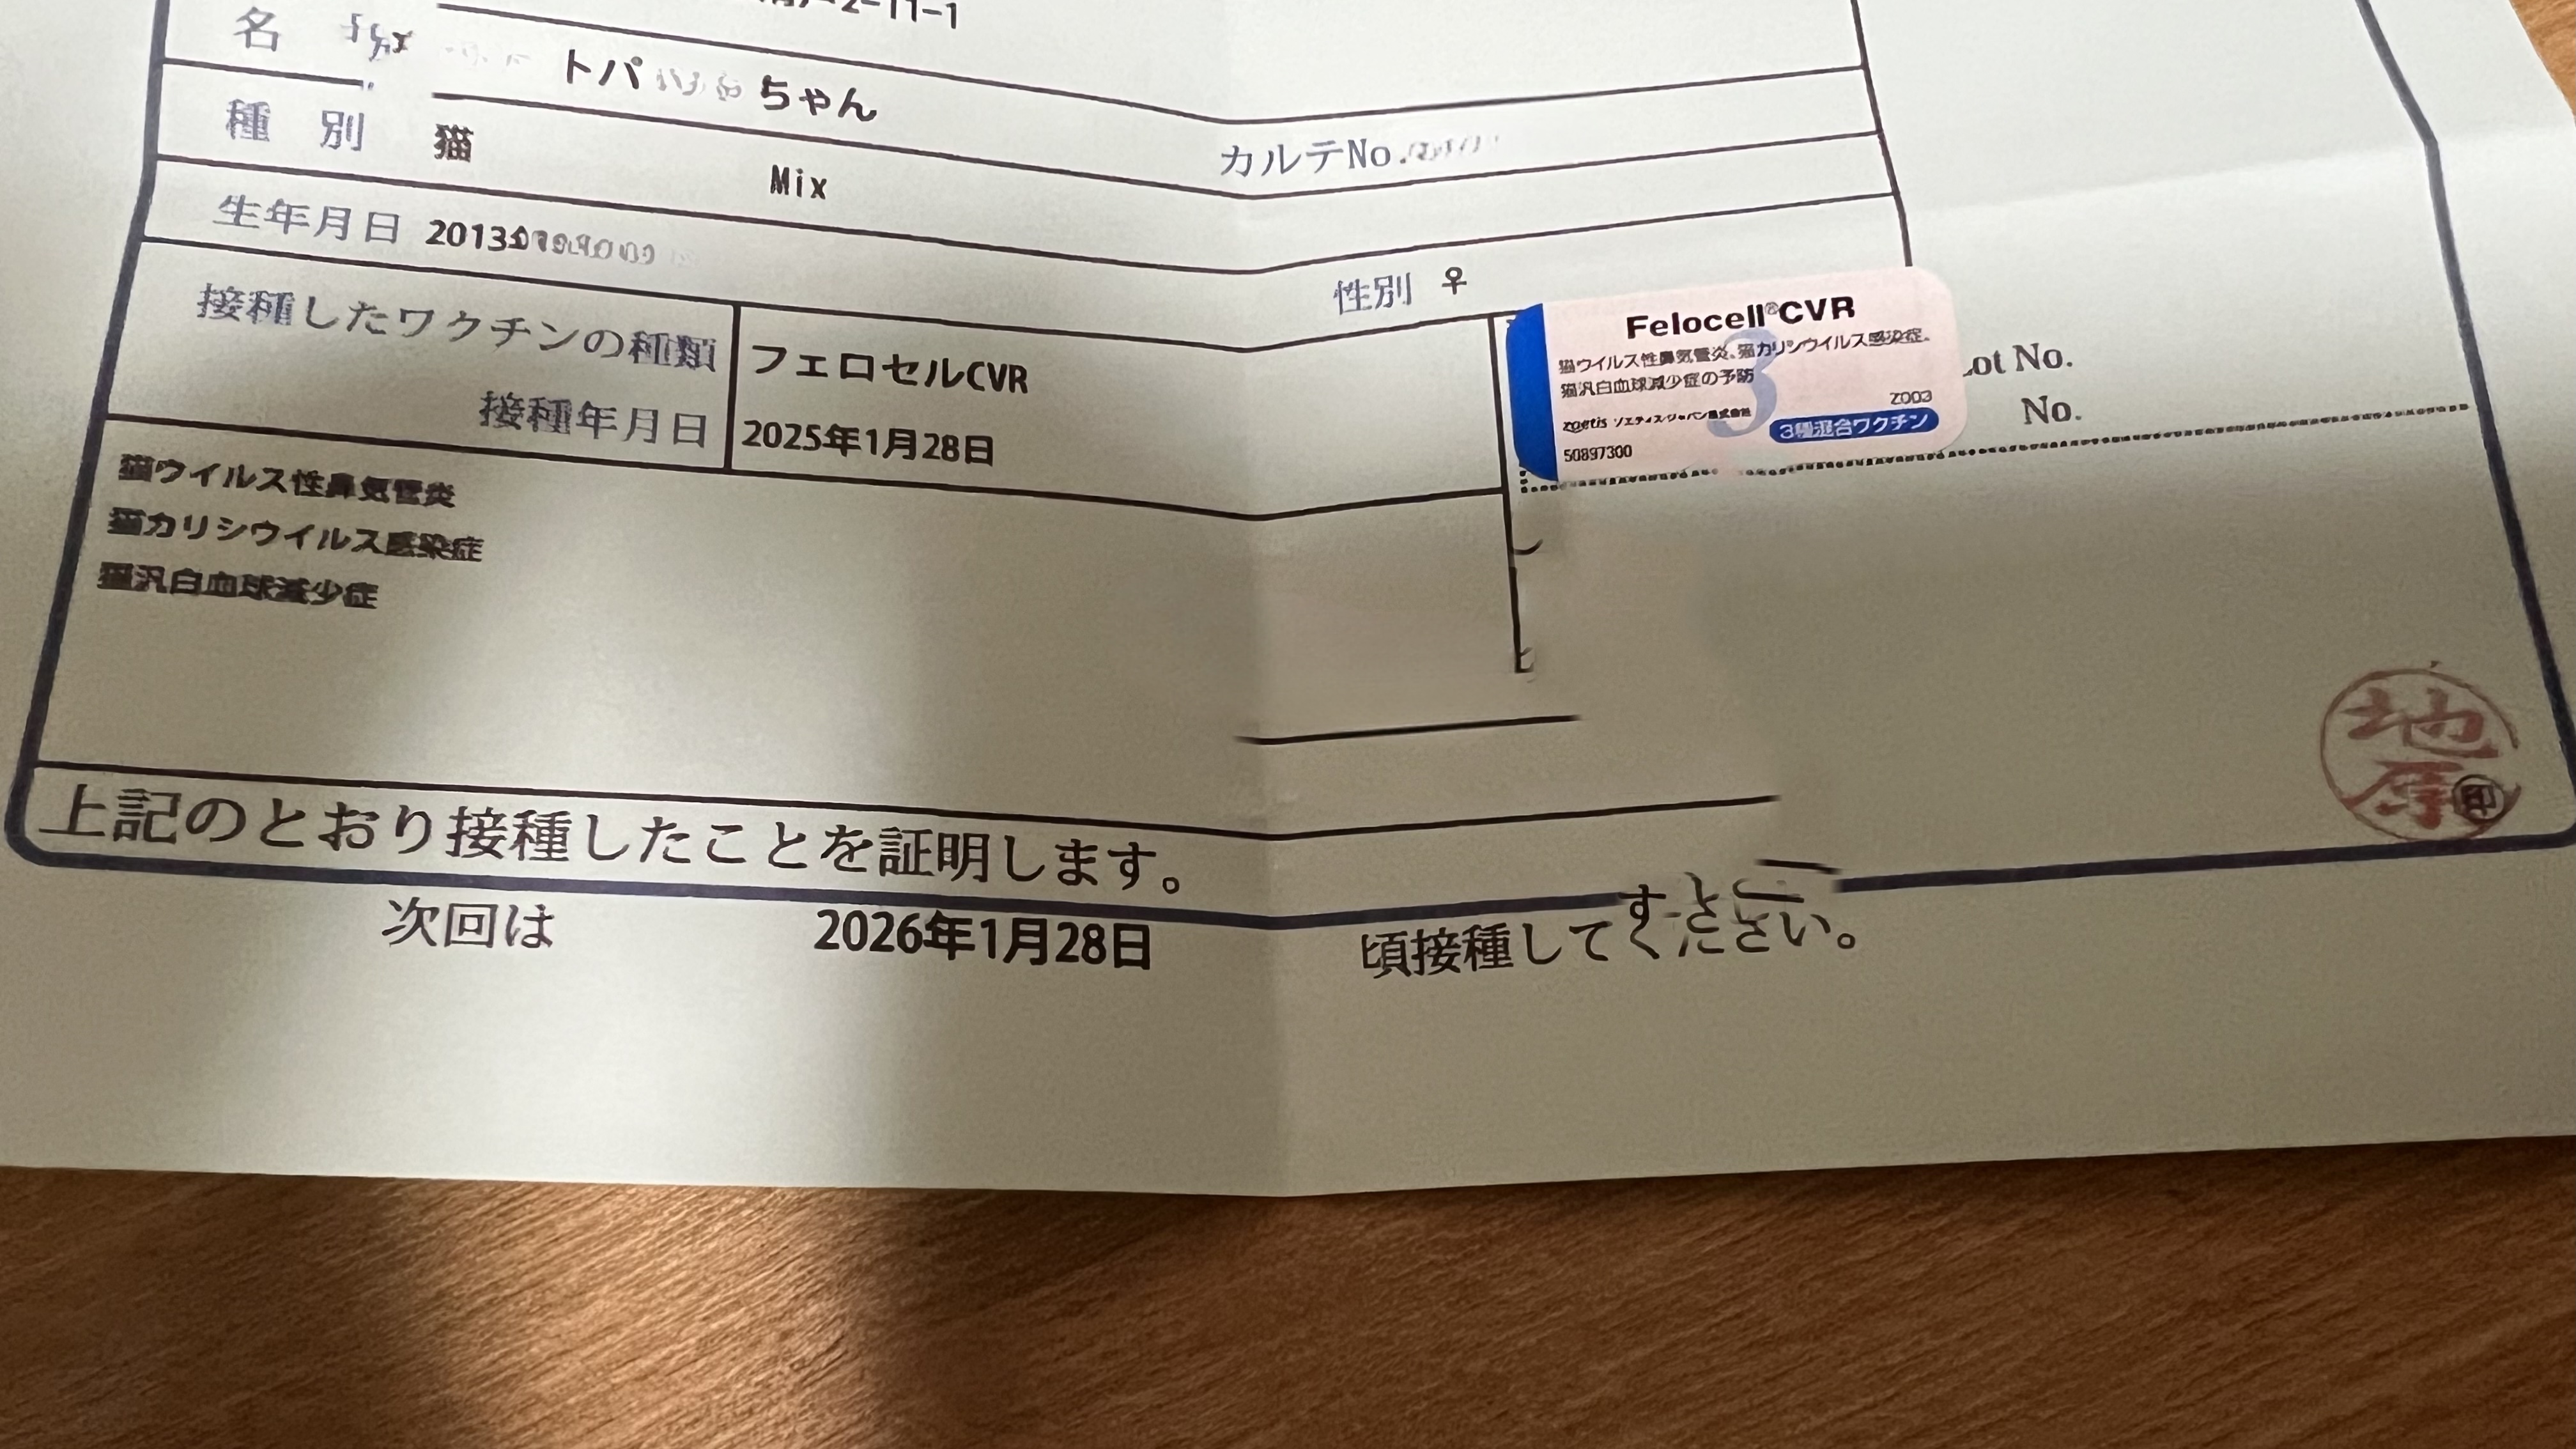 2-11-1
名 トパ ちゃん
種 別 猫 Mix カルテNo.
生年月日 2013 性別 ♀
接種したワクチンの種類 フェロセルCVR
接種年月日 2025年1月28日
Felocell®CVR
猫ウイルス性鼻気管炎、猫カリシウイルス感染症、
猫汎白血球減少症の予防
3
zoetis ゾエティス・ジャパン株式会社
Z003
50897300
3種混合ワクチン
Lot No.
No.
猫ウイルス性鼻気管炎
猫カリシウイルス感染症
猫汎白血球減少症
印
上記のとおり接種したことを証明します。
次回は 2026年1月28日 頃接種してください。